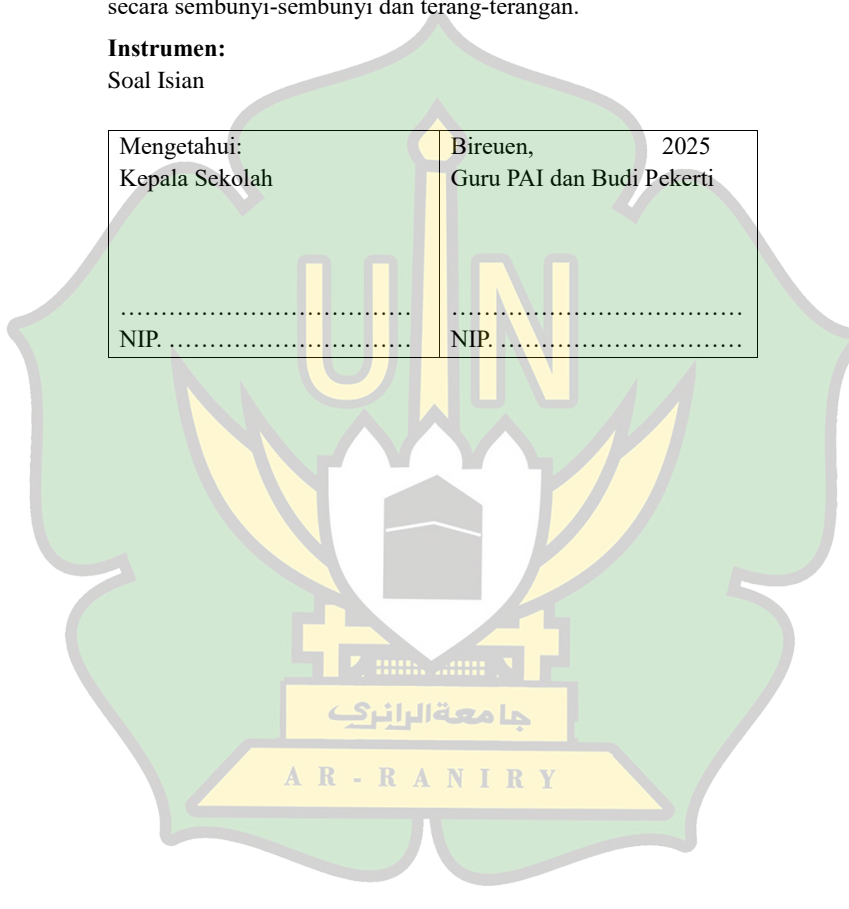 secara sembunyi-sembunyi dan terang-terangan.
Instrumen:
Soal Isian
Mengetahui:
Kepala Sekolah
……………………………….
NIP. …………………………….
Bireuen, 2025
Guru PAI dan Budi Pekerti
……………………………….
NIP. ………………………….
UIN
جامعة الرانري
AR - RANIRY